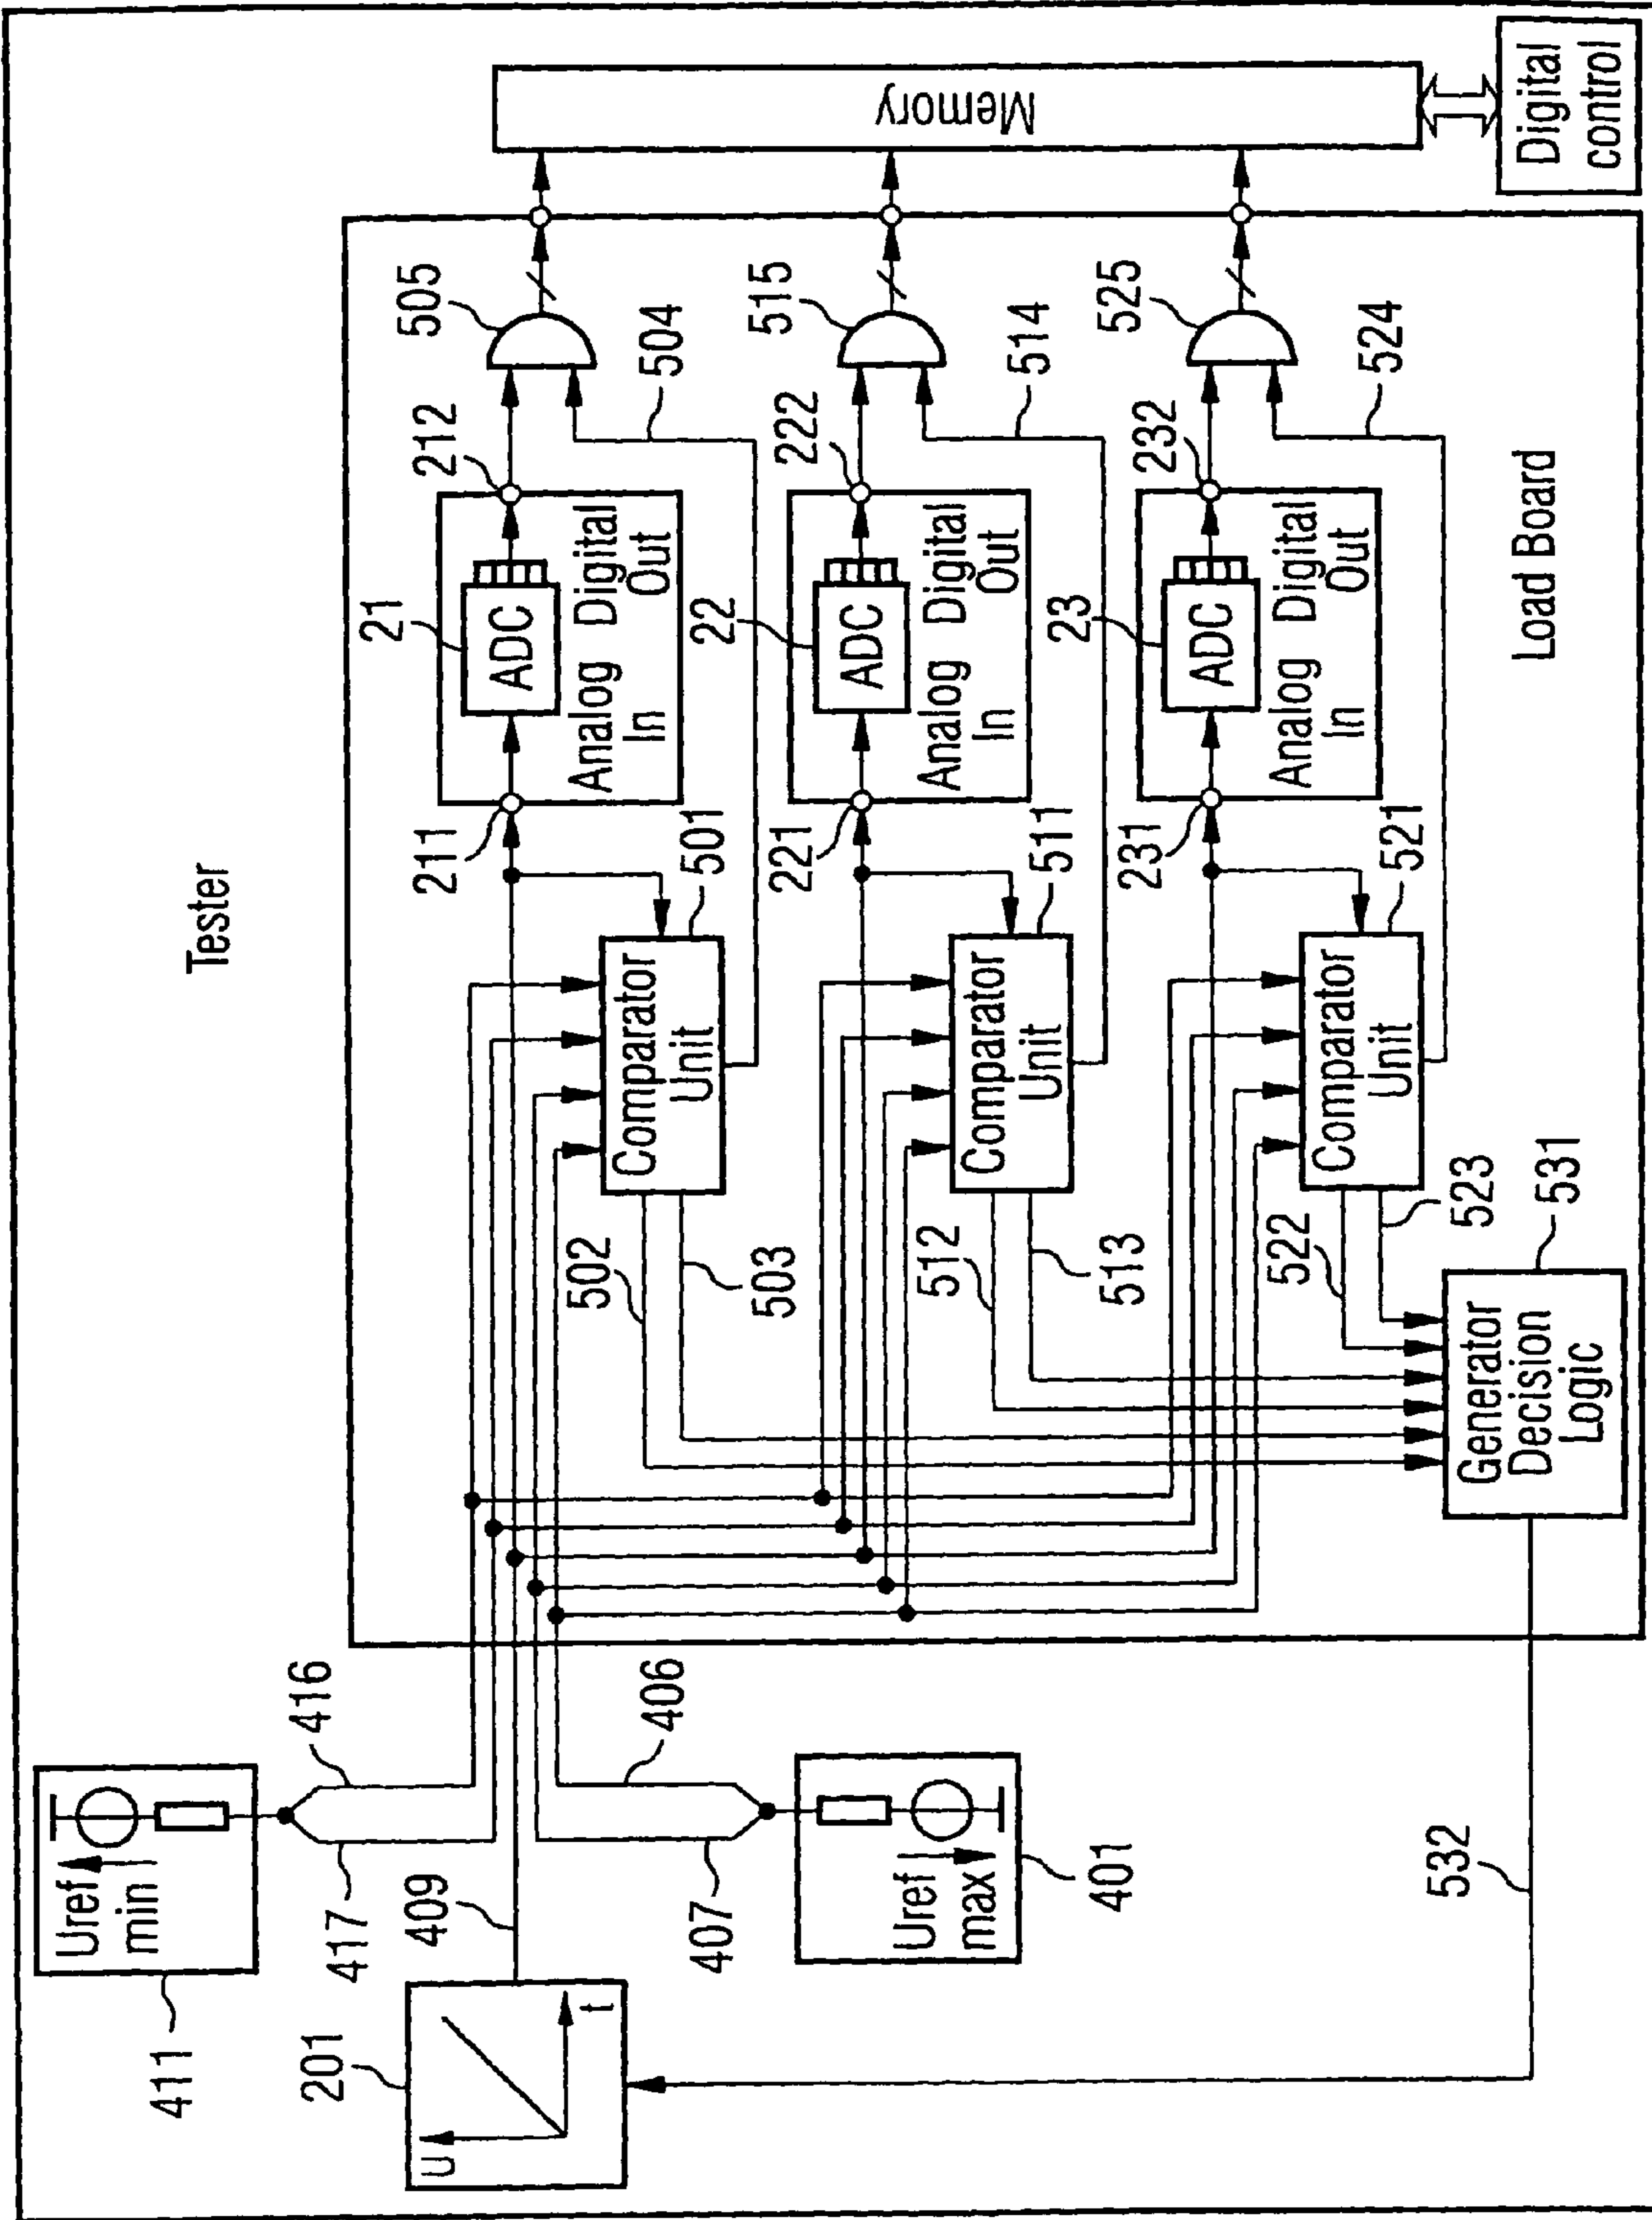 Tester
411
Uref
min
416
417
201
U
t
409
406
407
Uref
max
401
532
211
21
ADC
Analog
In
Digital
Out
212
505
504
Comparator
Unit
501
502
503
221
22
ADC
Analog
In
Digital
Out
222
515
514
Comparator
Unit
511
512
513
231
23
ADC
Analog
In
Digital
Out
232
525
524
Comparator
Unit
521
522
523
Generator
Decision
Logic
531
Load Board
Memory
Digital
control